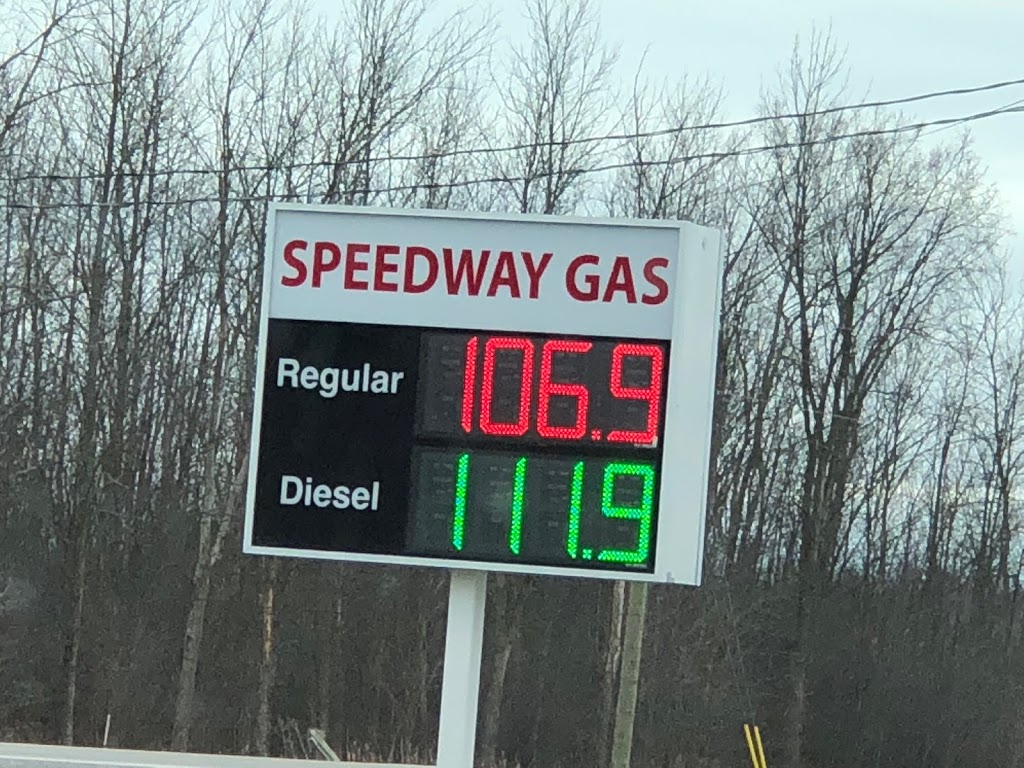 SPEEDWAY GAS
Regular 106.9
Diesel 111.9